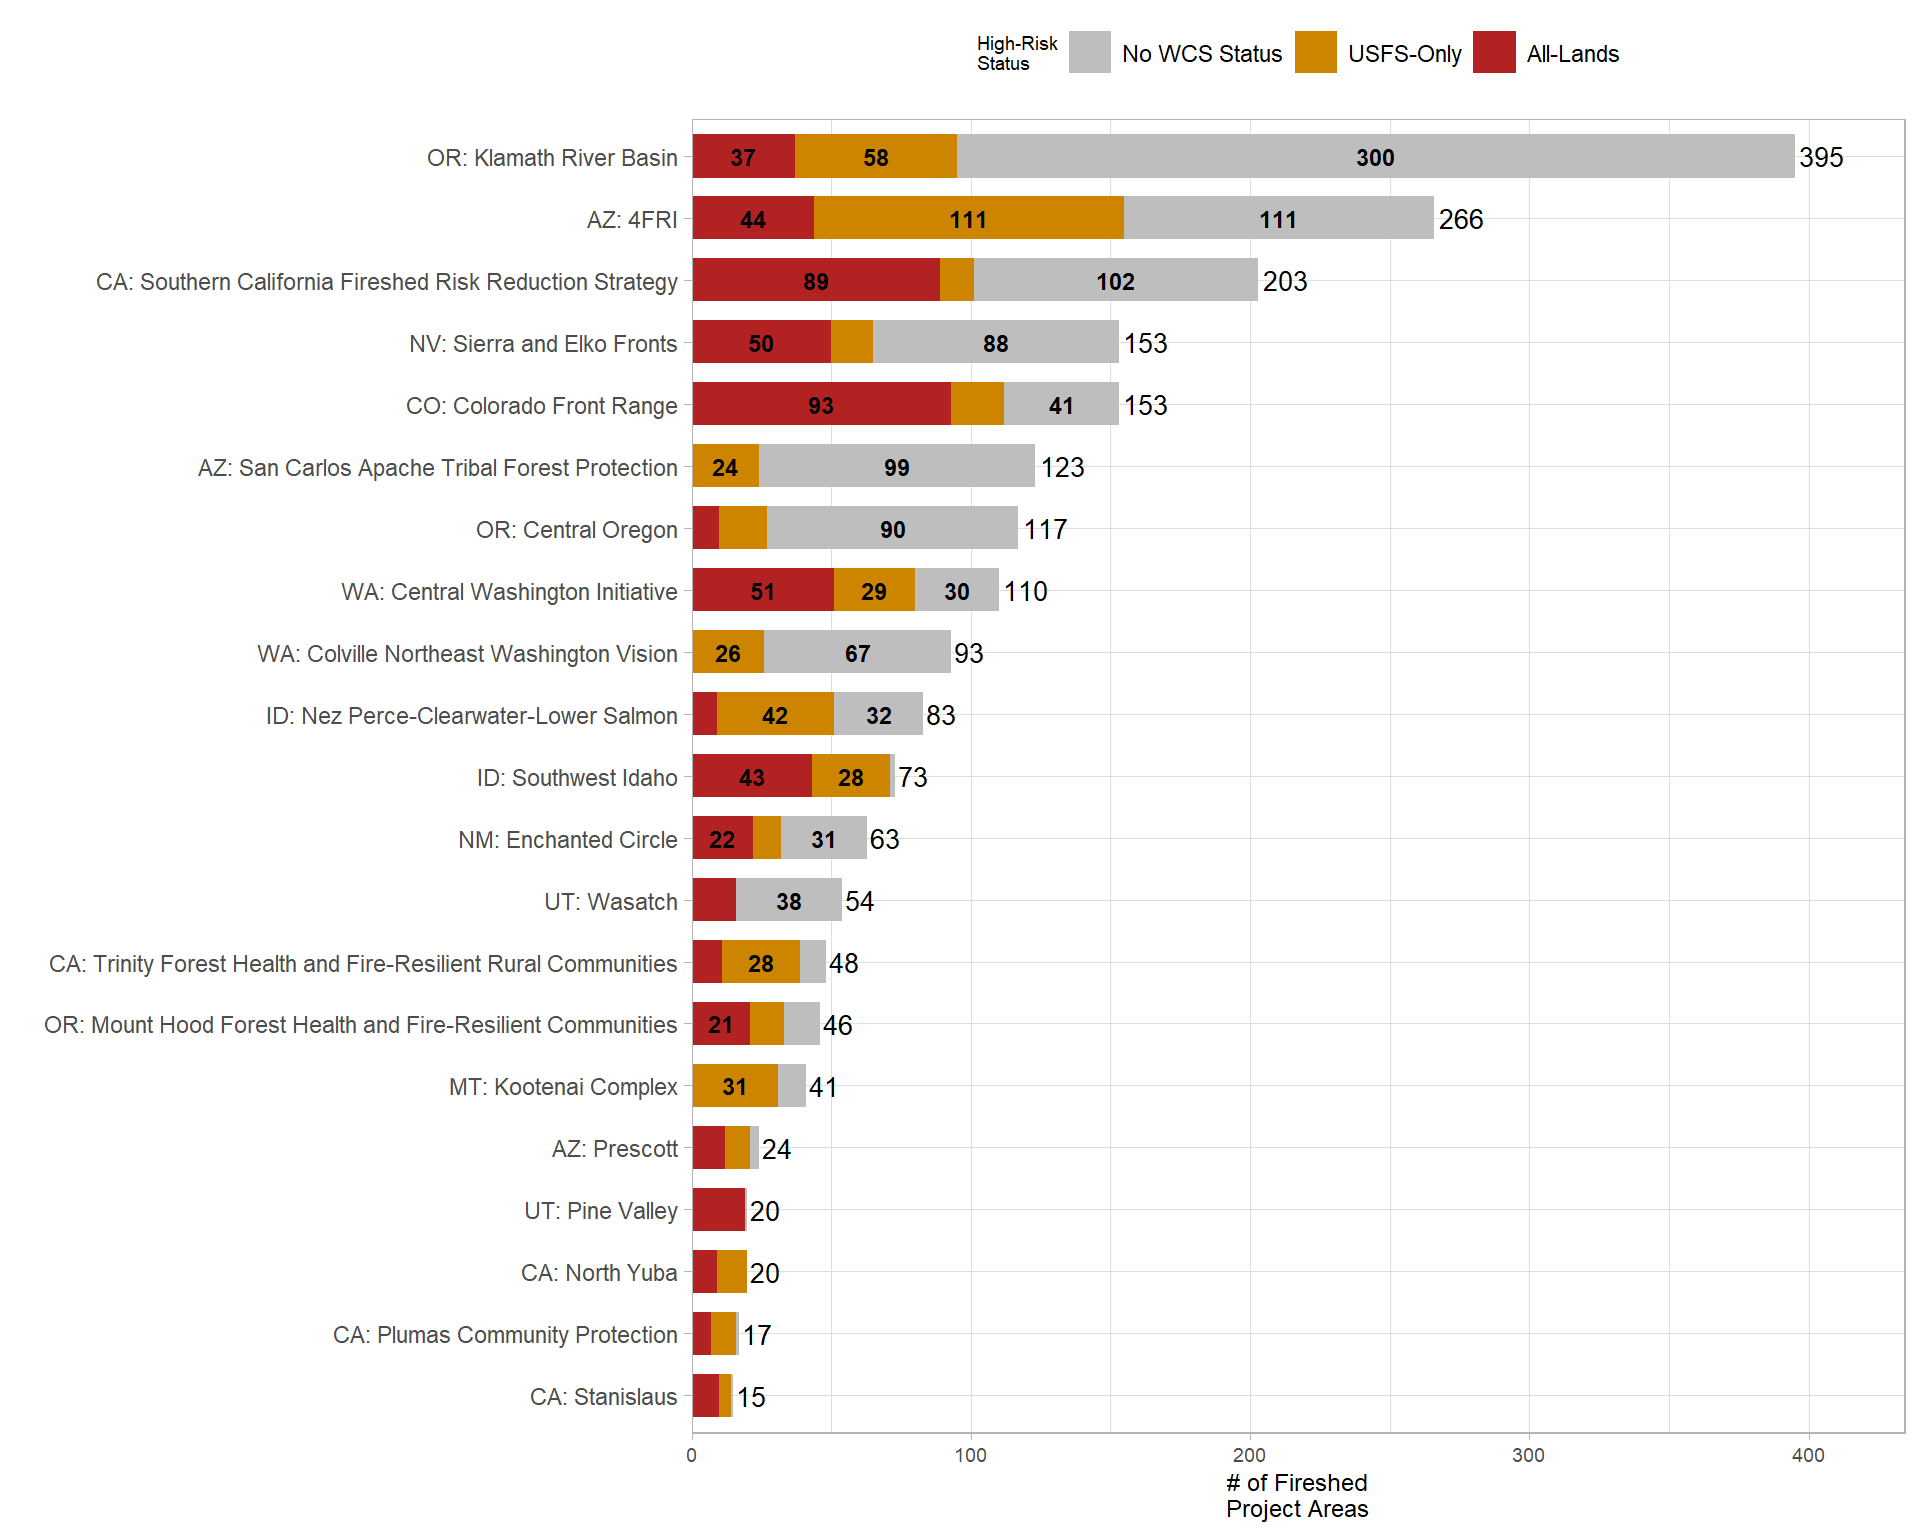 High-Risk
Status
No WCS Status
USFS-Only
All-Lands
OR: Klamath River Basin 37 58 300 395
AZ: 4FRI 44 111 111 266
CA: Southern California Fireshed Risk Reduction Strategy 89 102 203
NV: Sierra and Elko Fronts 50 88 153
CO: Colorado Front Range 93 41 153
AZ: San Carlos Apache Tribal Forest Protection 24 99 123
OR: Central Oregon 90 117
WA: Central Washington Initiative 51 29 30 110
WA: Colville Northeast Washington Vision 26 67 93
ID: Nez Perce-Clearwater-Lower Salmon 42 32 83
ID: Southwest Idaho 43 28 73
NM: Enchanted Circle 22 31 63
UT: Wasatch 38 54
CA: Trinity Forest Health and Fire-Resilient Rural Communities 28 48
OR: Mount Hood Forest Health and Fire-Resilient Communities 21 46
MT: Kootenai Complex 31 41
AZ: Prescott 24
UT: Pine Valley 20
CA: North Yuba 20
CA: Plumas Community Protection 17
CA: Stanislaus 15
0 100 200 300 400
# of Fireshed
Project Areas